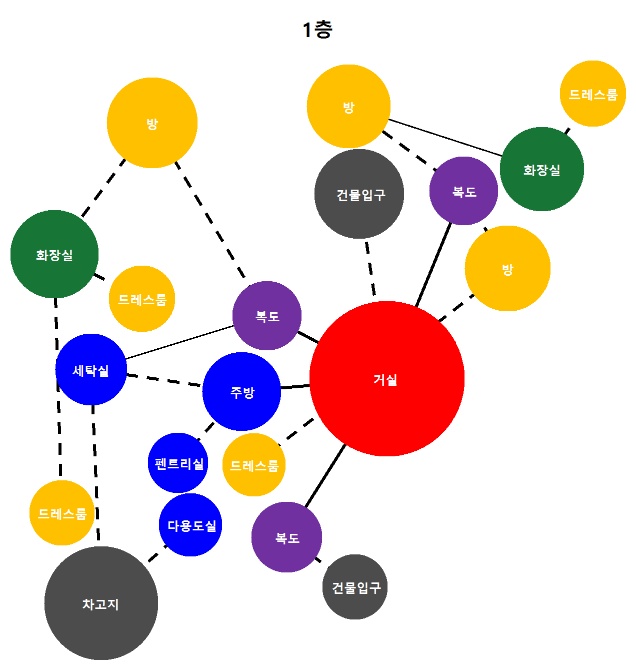 1층
방
방
드레스룸
화장실
건물입구
복도
화장실
방
드레스룸
복도
세탁실
거실
주방
펜트리실
드레스룸
드레스룸
다용도실
복도
건물입구
차고지